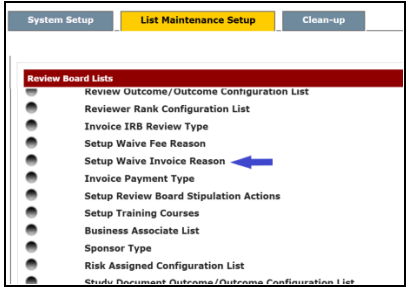 System Setup
List Maintenance Setup
Clean-up
Review Board Lists
Review Outcome/Outcome Configuration List
Reviewer Rank Configuration List
Invoice IRB Review Type
Setup Waive Fee Reason
Setup Waive Invoice Reason
Invoice Payment Type
Setup Review Board Stipulation Actions
Setup Training Courses
Business Associate List
Sponsor Type
Risk Assigned Configuration List
Study Document Outcome/Outcome Configuration List